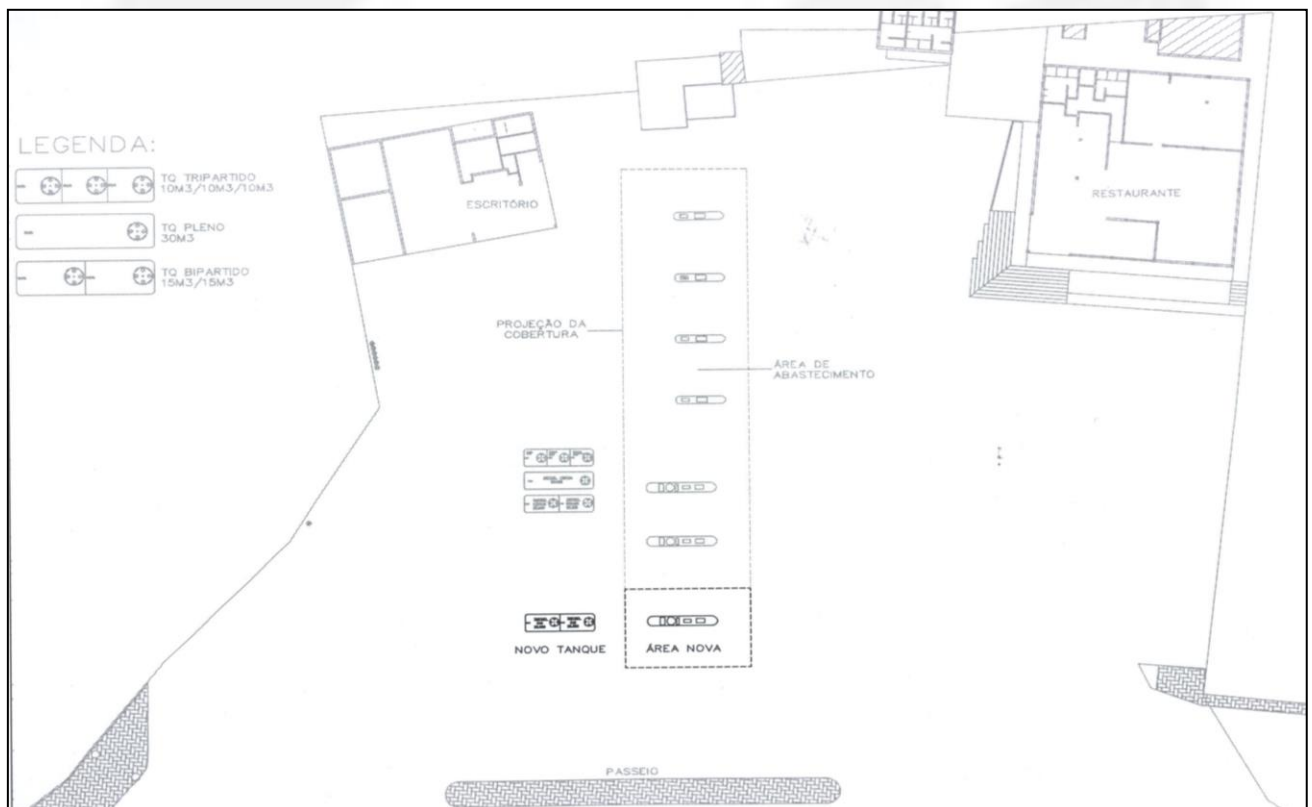 LEGENDA:
TQ TRIPARTIDO
10M3/10M3/10M3
TQ PLENO
30M3
TQ BIPARTIDO
15M3/15M3
ESCRITÓRIO
RESTAURANTE
PROJEÇÃO DA
COBERTURA
ÁREA DE
ABASTECIMENTO
NOVO TANQUE
ÁREA NOVA
PASSEIO